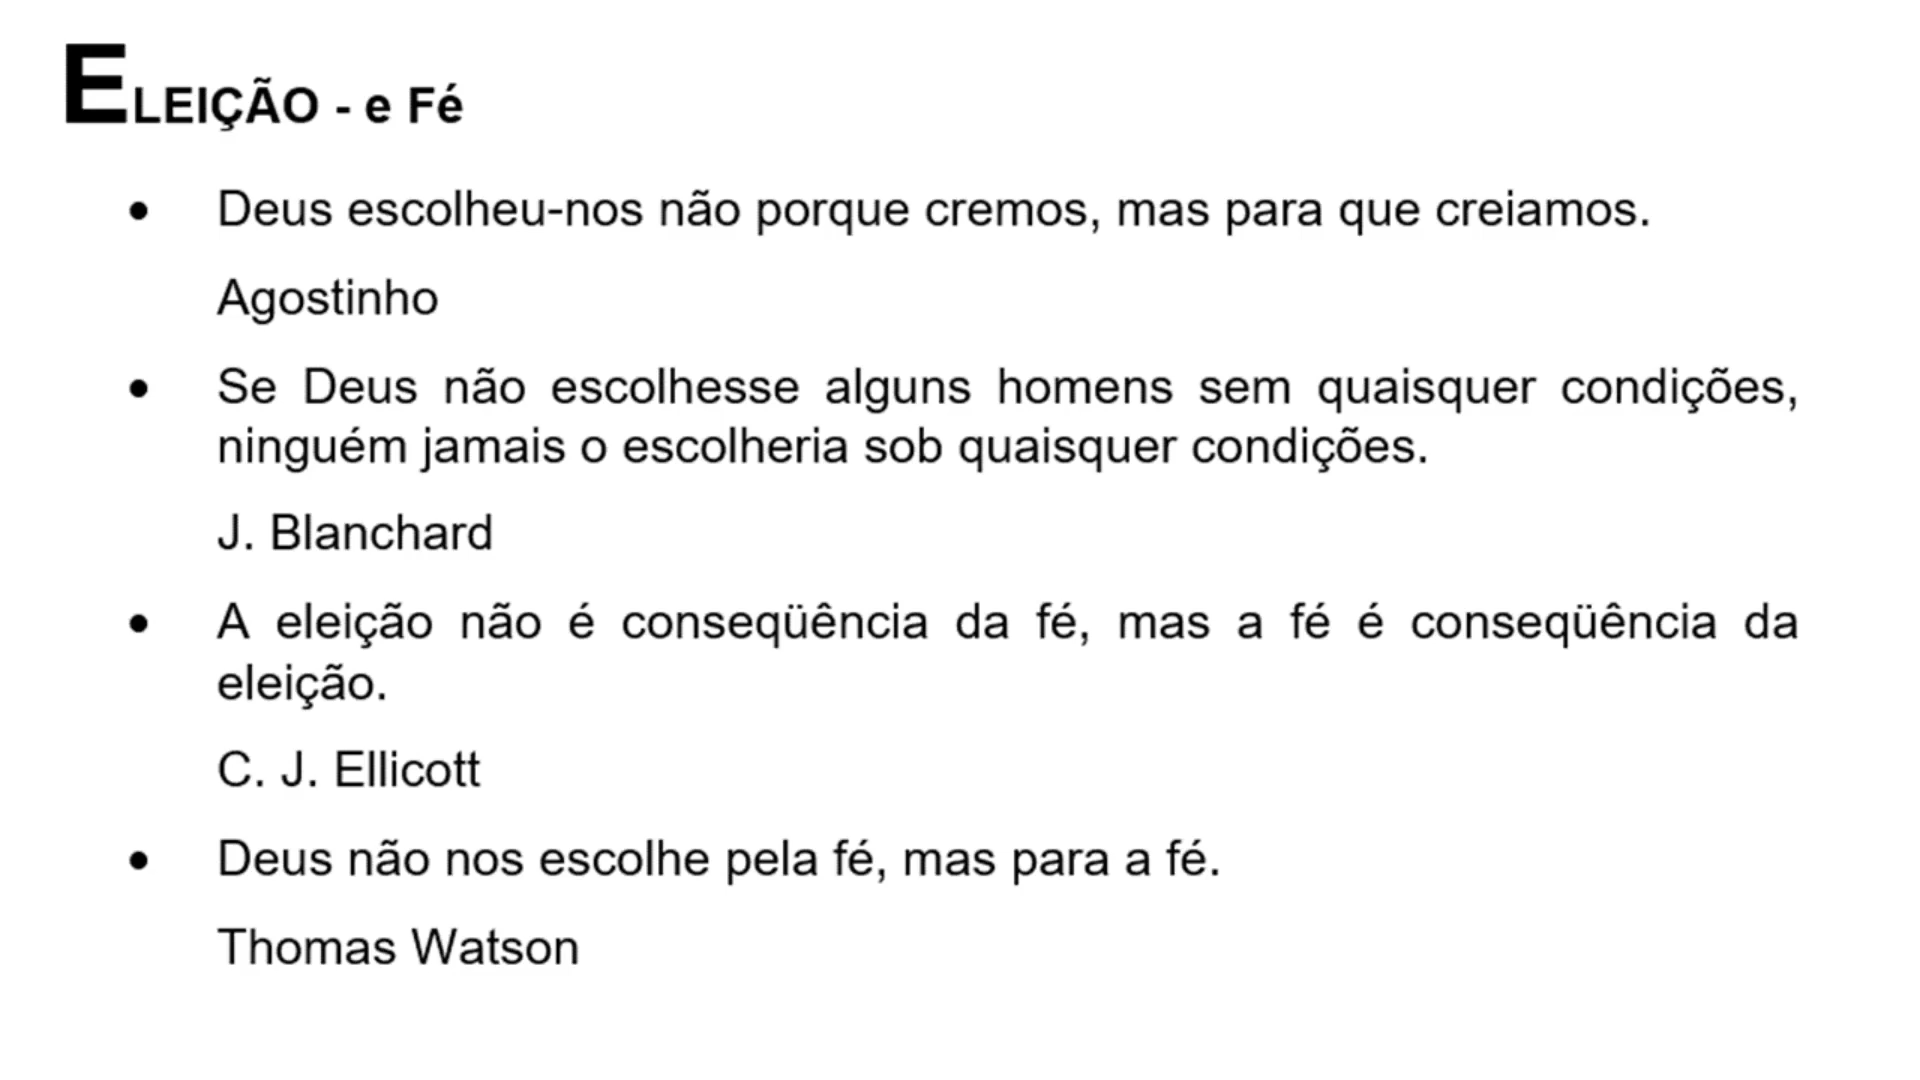 ELEIÇÃO - e Fé
• Deus escolheu-nos não porque cremos, mas para que creiamos.
Agostinho
• Se Deus não escolhesse alguns homens sem quaisquer condições,
ninguém jamais o escolheria sob quaisquer condições.
J. Blanchard
• A eleição não é conseqüência da fé, mas a fé é conseqüência da
eleição.
C. J. Ellicott
• Deus não nos escolhe pela fé, mas para a fé.
Thomas Watson